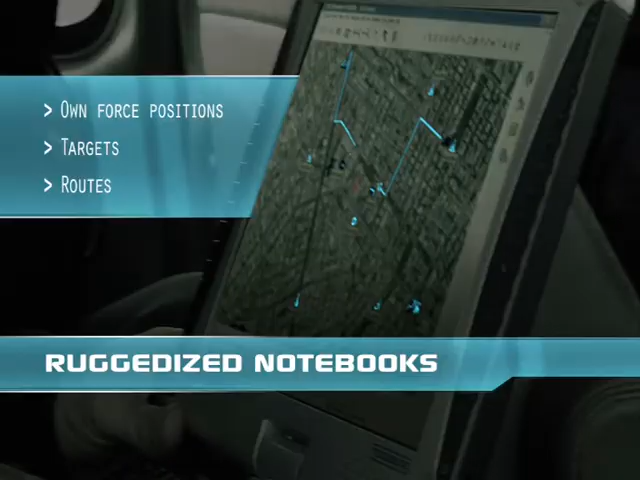 > OWN FORCE POSITIONS
> TARGETS
> ROUTES
RUGGEDIZED NOTEBOOKS